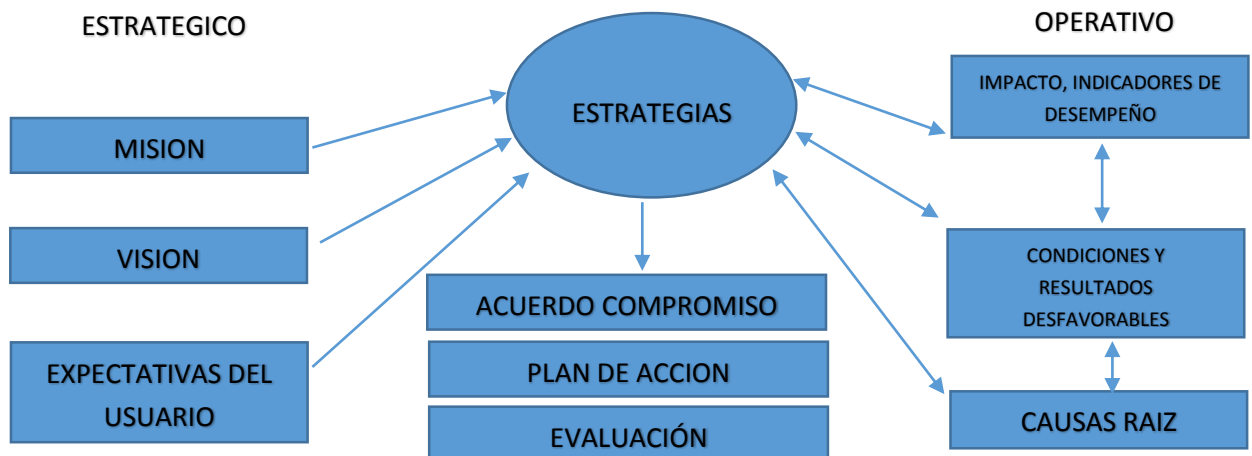 ESTRATEGICO
MISION
VISION
EXPECTATIVAS DEL
USUARIO
ESTRATEGIAS
ACUERDO COMPROMISO
PLAN DE ACCION
EVALUACIÓN
OPERATIVO
IMPACTO, INDICADORES DE
DESEMPEÑO
CONDICIONES Y
RESULTADOS
DESFAVORABLES
CAUSAS RAIZ